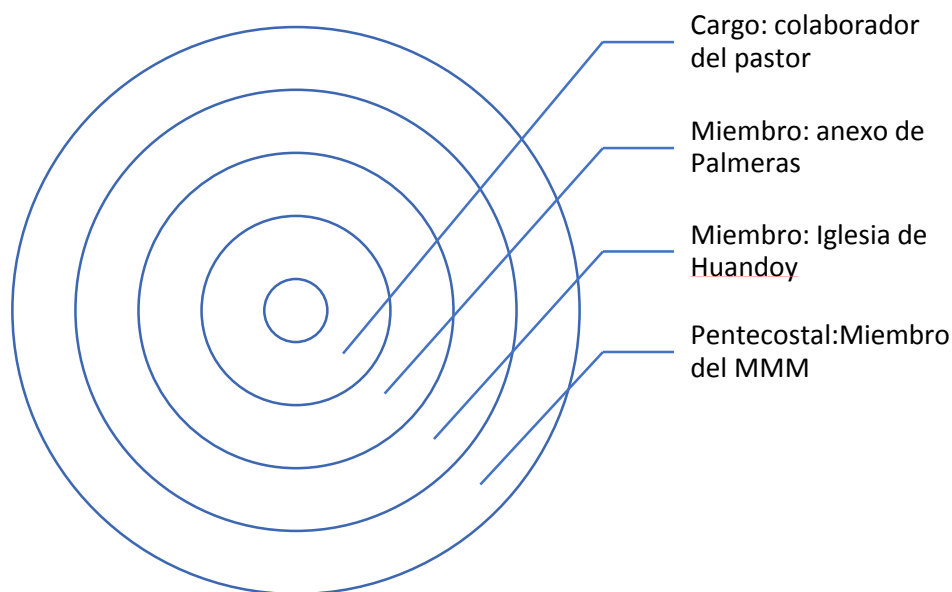 Cargo: colaborador
del pastor
Miembro: anexo de
Palmeras
Miembro: Iglesia de
Huandoy
Pentecostal:Miembro
del MMM